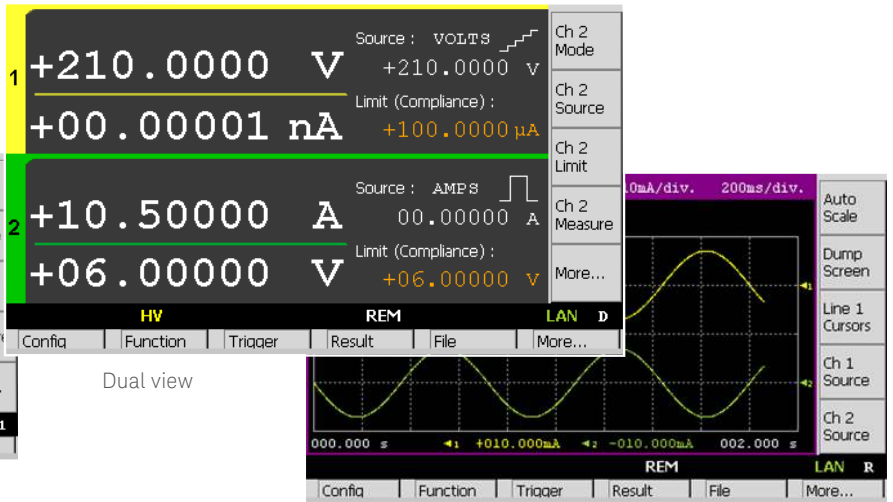 1
+210.0000 V
+00.00001 nA
Source : VOLTS
+210.0000 V
Limit (Compliance) :
+100.0000 µA
2
+10.50000 A
+06.00000 V
Source : AMPS
00.00000 A
Limit (Compliance) :
+06.00000 V
Ch 2
Mode
Ch 2
Source
Ch 2
Limit
Ch 2
Measure
More...
HV REM LAN D
Config Function Trigger Result File More...
Dual view
0mA/div. 200ms/div.
Auto
Scale
Dump
Screen
Line 1
Cursors
Ch 1
Source
Ch 2
Source
1
2
000.000 s 1 +010.000mA 2 -010.000mA 002.000 s
REM LAN R
Config Function Trigger Result File More...
1